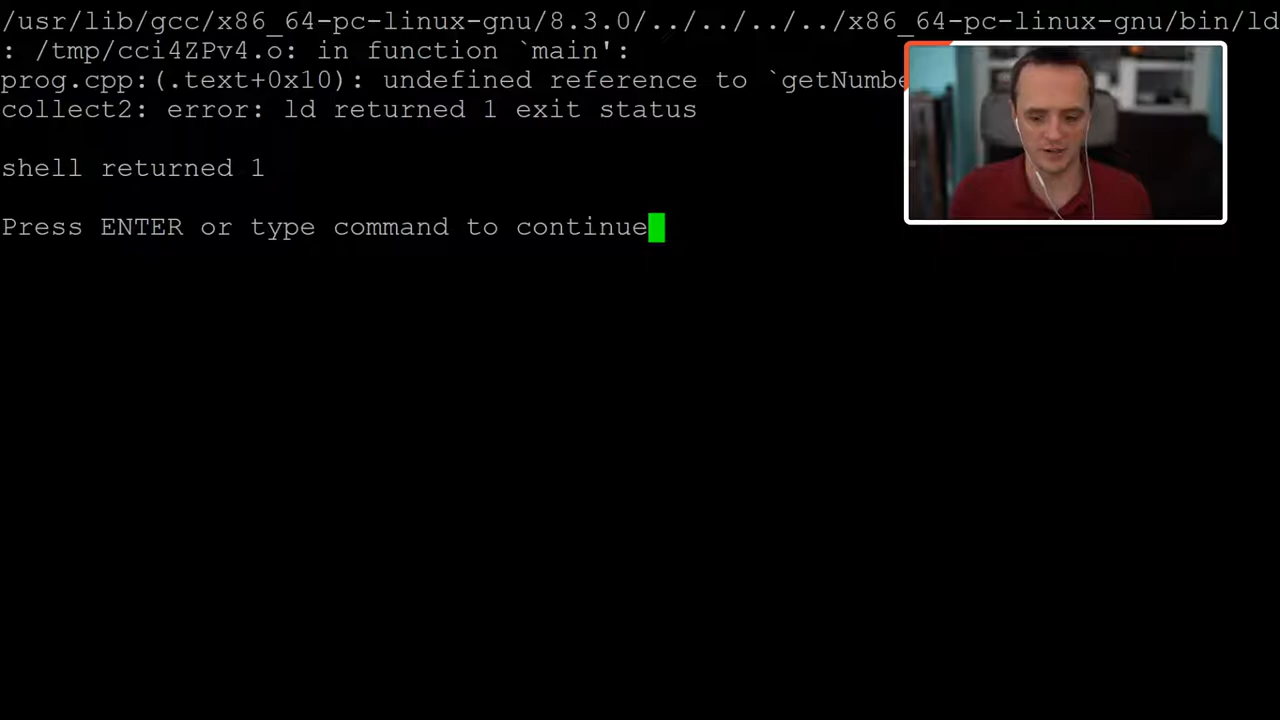 /usr/lib/gcc/x86_64-pc-linux-gnu/8.3.0/../../../../x86_64-pc-linux-gnu/bin/ld
: /tmp/cci4ZPv4.o: in function `main':
prog.cpp:(.text+0x10): undefined reference to `getNumbe
collect2: error: ld returned 1 exit status
shell returned 1
Press ENTER or type command to continue